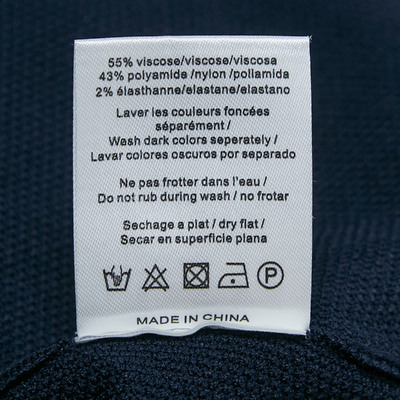 55% viscose/viscose/viscosa
43% polyamide/nylon/poliamida
2% élasthanne/elastane/elastano
Laver les couleurs foncées
séparément/
Wash dark colors seperately /
Lavar colores oscuros por separado
Ne pas frotter dans l'eau /
Do not rub during wash / no frotar
Sechage a plat / dry flat /
Secar en superficie plana
P
MADE IN CHINA